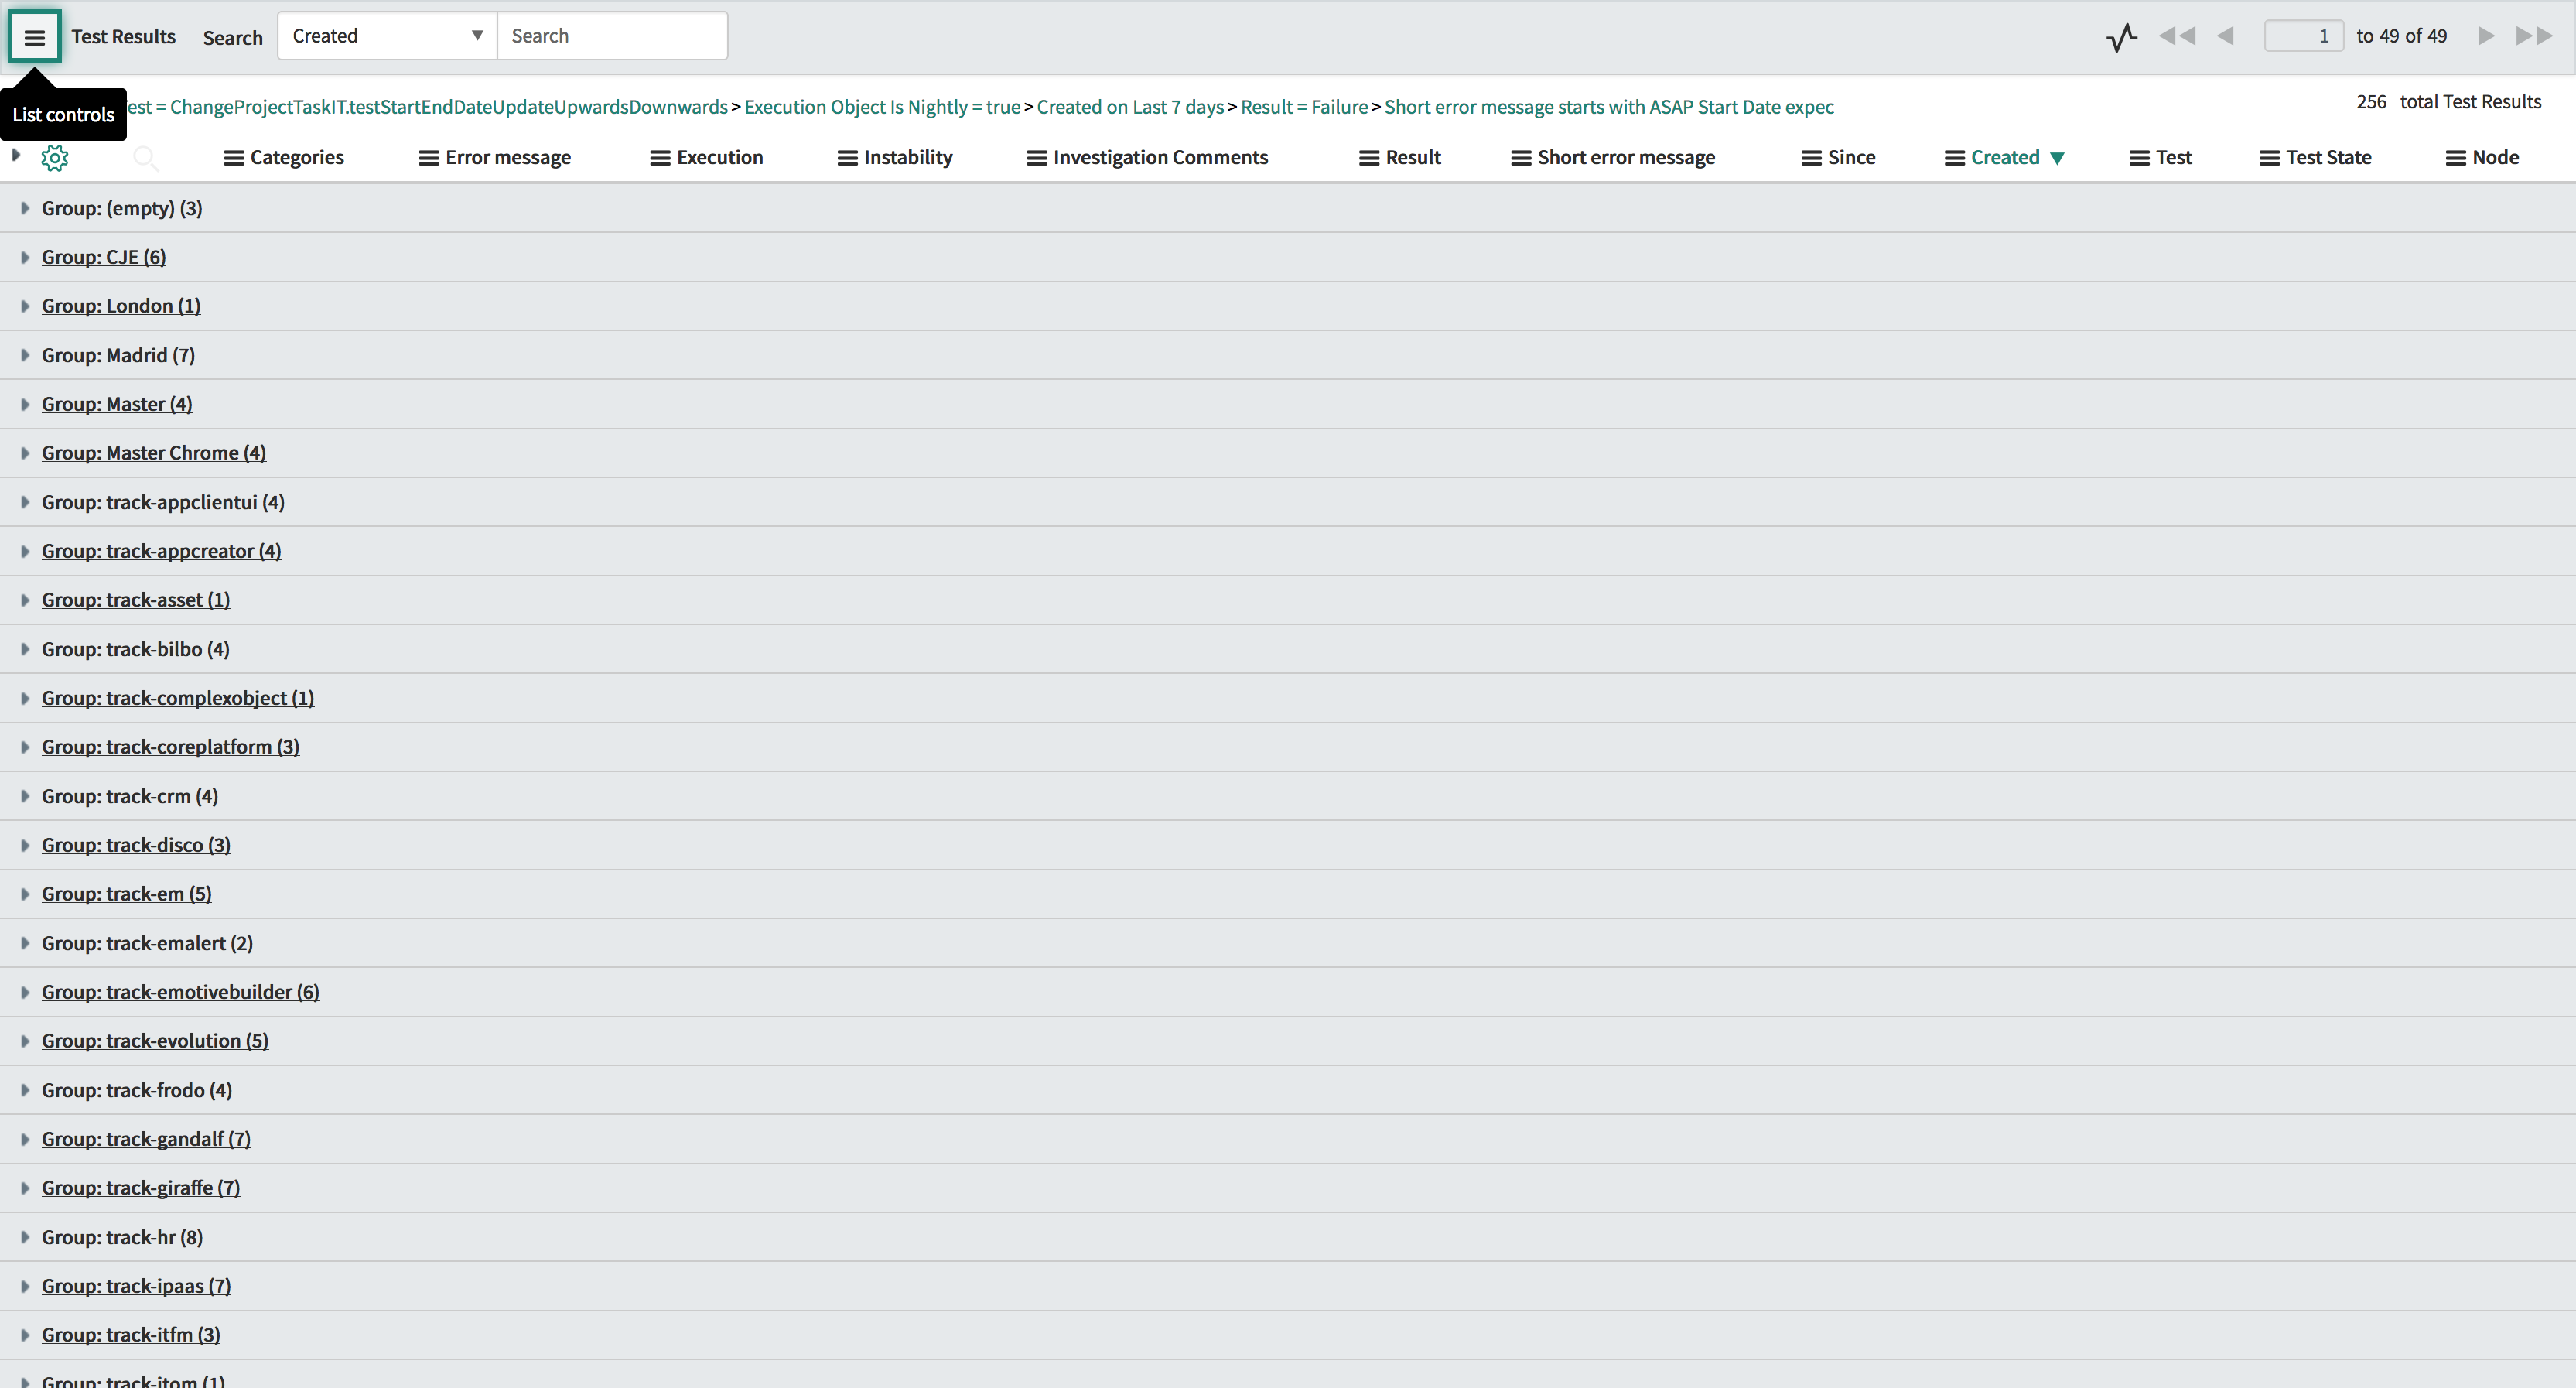 Test Results Search Created Search 1 to 49 of 49
List controls
est = ChangeProjectTaskIT.testStartEndDateUpdateUpwardsDownwards > Execution Object Is Nightly = true > Created on Last 7 days > Result = Failure > Short error message starts with ASAP Start Date expec
256 total Test Results
Categories Error message Execution Instability Investigation Comments Result Short error message Since Created Test Test State Node
Group: (empty) (3)
Group: CJE (6)
Group: London (1)
Group: Madrid (7)
Group: Master (4)
Group: Master Chrome (4)
Group: track-appclientui (4)
Group: track-appcreator (4)
Group: track-asset (1)
Group: track-bilbo (4)
Group: track-complexobject (1)
Group: track-coreplatform (3)
Group: track-crm (4)
Group: track-disco (3)
Group: track-em (5)
Group: track-emalert (2)
Group: track-emotivebuilder (6)
Group: track-evolution (5)
Group: track-frodo (4)
Group: track-gandalf (7)
Group: track-giraffe (7)
Group: track-hr (8)
Group: track-ipaas (7)
Group: track-itfm (3)
Group: track-itom (1)